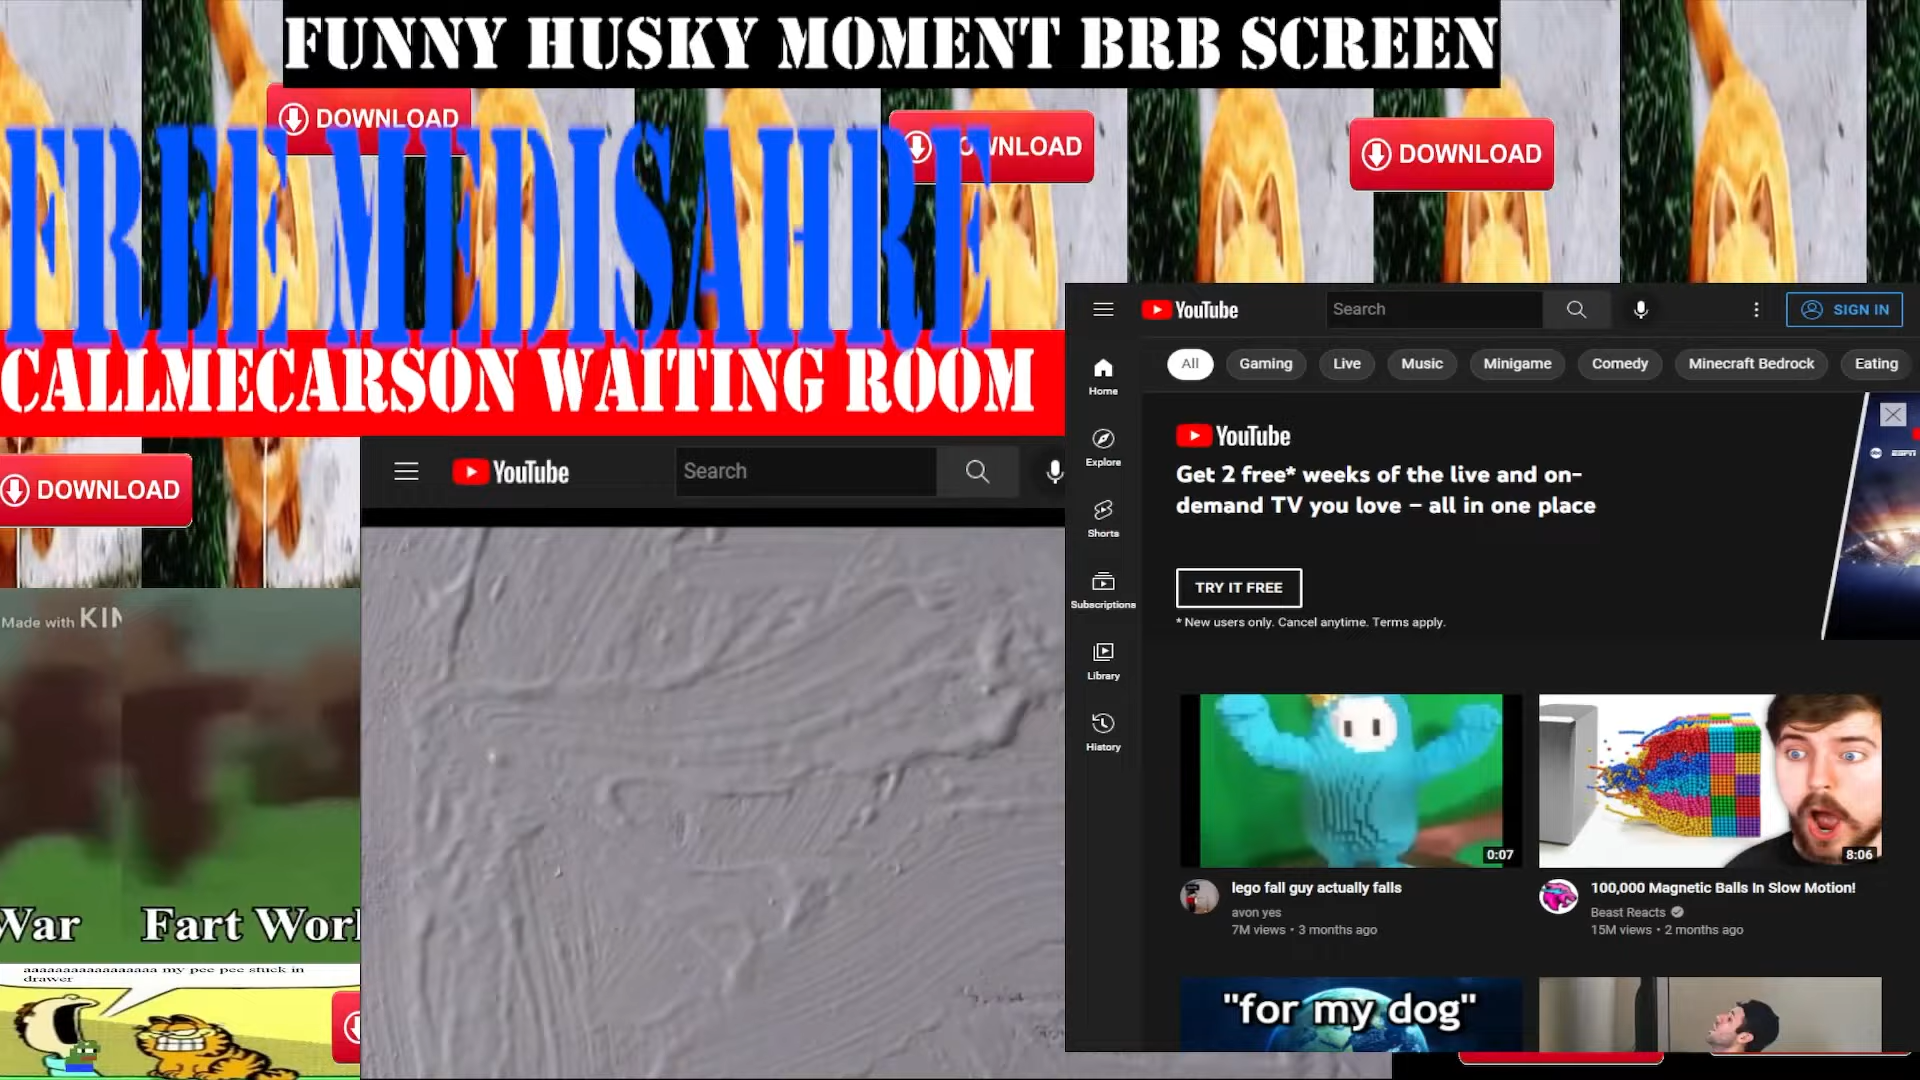 FUNNY HUSKY MOMENT BRB SCREEN
DOWNLOAD
DOWNLOAD
DOWNLOAD
FREE MEDISAHRE
CALLMECARSON WAITING ROOM
DOWNLOAD
YouTube
Search
YouTube
Search
SIGN IN
All
Gaming
Live
Music
Minigame
Comedy
Minecraft Bedrock
Eating
Home
Explore
Shorts
Subscriptions
Library
History
YouTube
Get 2 free* weeks of the live and on-
demand TV you love – all in one place
TRY IT FREE
* New users only. Cancel anytime. Terms apply.
ESPN
0:07
8:06
lego fall guy actually falls
avon yes
7M views • 3 months ago
100,000 Magnetic Balls In Slow Motion!
Beast Reacts
15M views • 2 months ago
"for my dog"
Made with KIN
War
Fart Worl
aaaaaaaaaaaaaaaaa my pee pee stuck in
drawer